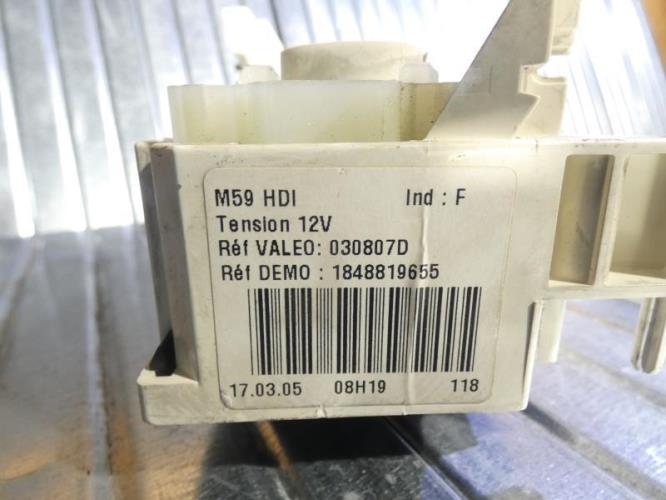 M59 HDI Ind : F
Tension 12V
Réf VALEO: 030807D
Réf DEMO : 1848819655
17.03.05 08H19 118